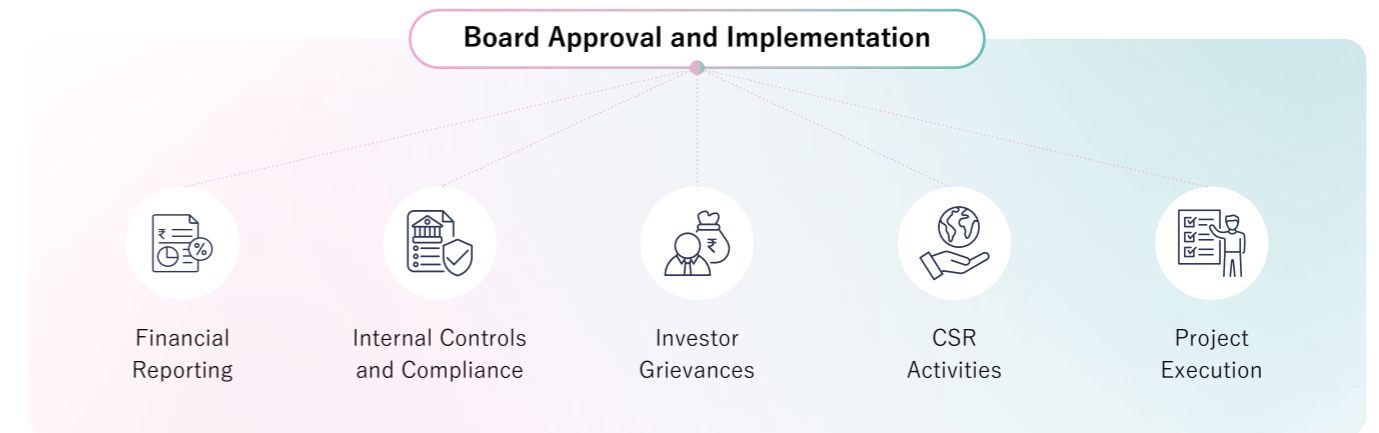 Board Approval and Implementation
₹
%
₹
Financial
Reporting
Internal Controls
and Compliance
Investor
Grievances
CSR
Activities
Project
Execution